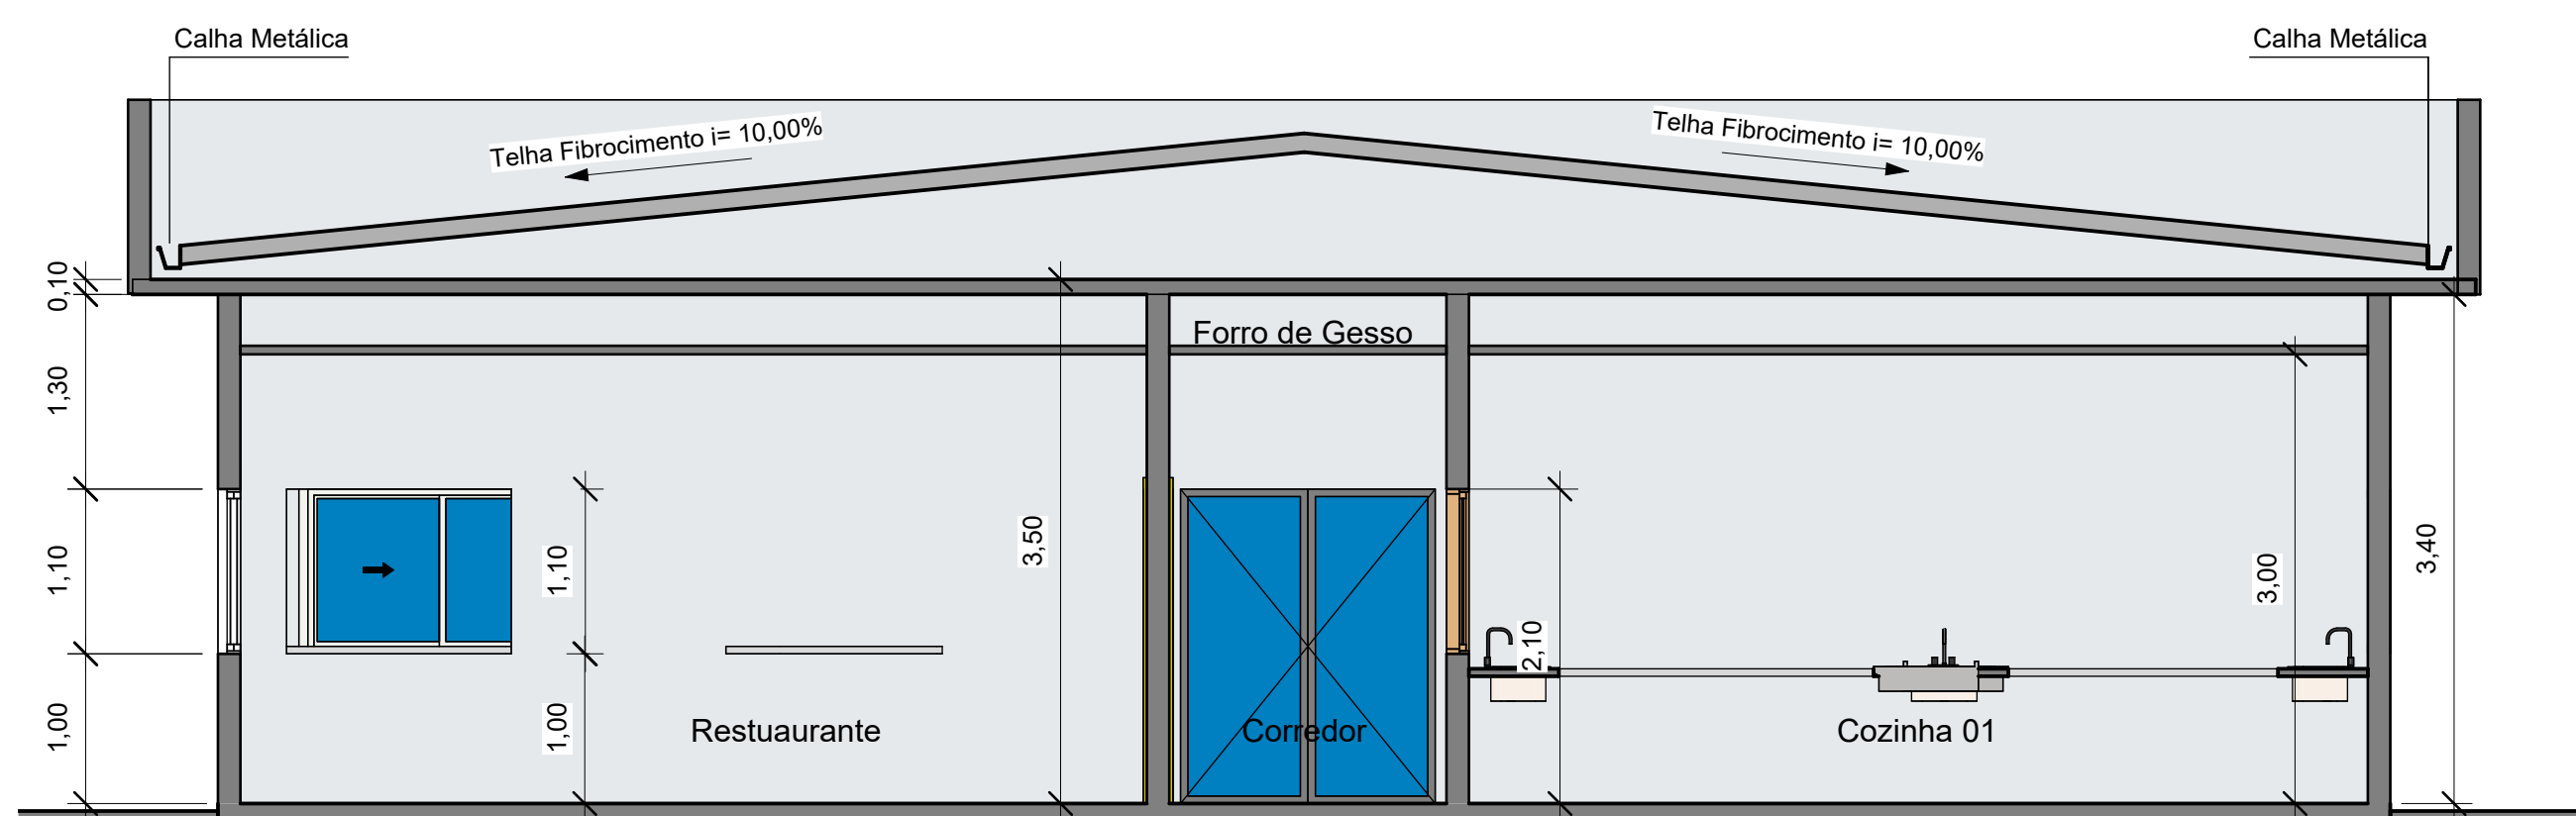 Calha Metálica
Calha Metálica
Telha Fibrocimento i= 10,00%
Telha Fibrocimento i= 10,00%
0,10
Forro de Gesso
1,30
3,50
3,40
1,10
1,10
3,00
2,10
1,00
1,00
Restuaurante
Corredor
Cozinha 01